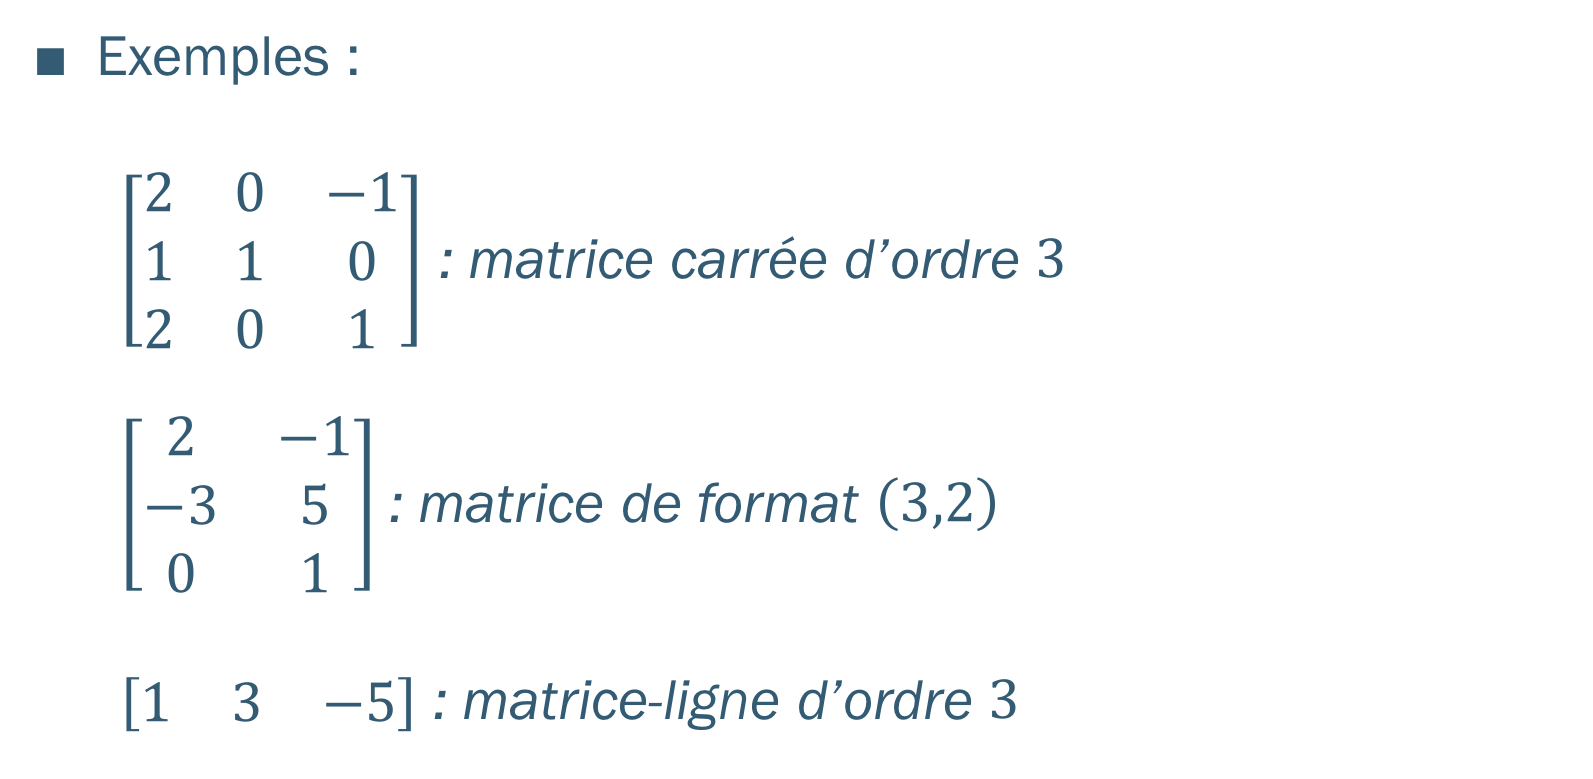 ■ Exemples :
[2 0 −1]
[1 1 0] : matrice carrée d’ordre 3
[2 0 1]
[2 −1]
[−3 5] : matrice de format (3,2)
[0 1]
[1 3 −5] : matrice-ligne d’ordre 3